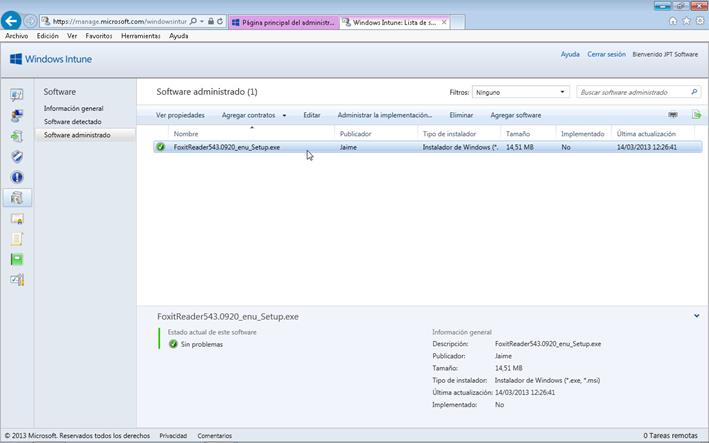 https://manage.microsoft.com/windowsintur
Página principal del administr...
Windows Intune: Lista de s...
Archivo Edición Ver Favoritos Herramientas Ayuda
Windows Intune
Ayuda Cerrar sesión Bienvenido JPT Software
Software
Información general
Software detectado
Software administrado
Software administrado (1)
Filtros: Ninguno
Buscar software administrado
Ver propiedades Agregar contratos Editar Administrar la implementación... Eliminar Agregar software
Nombre Publicador Tipo de instalador Tamaño Implementado Última actualización
FoxitReader543.0920_enu_Setup.exe Jaime Instalador de Windows (*. 14,51 MB No 14/03/2013 12:26:41
FoxitReader543.0920_enu_Setup.exe
Estado actual de este software
Sin problemas
Información general
Descripción: FoxitReader543.0920_enu_Setup.exe
Publicador: Jaime
Tamaño: 14,51 MB
Tipo de instalador: Instalador de Windows (*.exe, *.msi)
Última actualización: 14/03/2013 12:26:41
Implementado: No
© 2013 Microsoft. Reservados todos los derechos Privacidad Comentarios
0 Tareas remotas